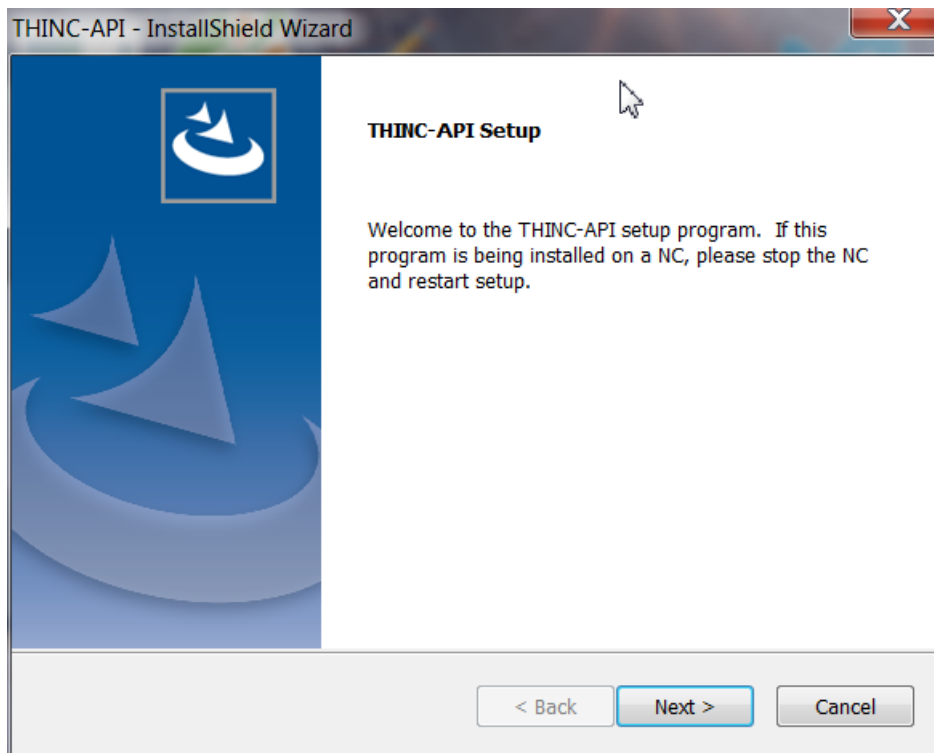 THINC-API - InstallShield Wizard
X
THINC-API Setup
Welcome to the THINC-API setup program.  If this
program is being installed on a NC, please stop the NC
and restart setup.
< Back
Next >
Cancel